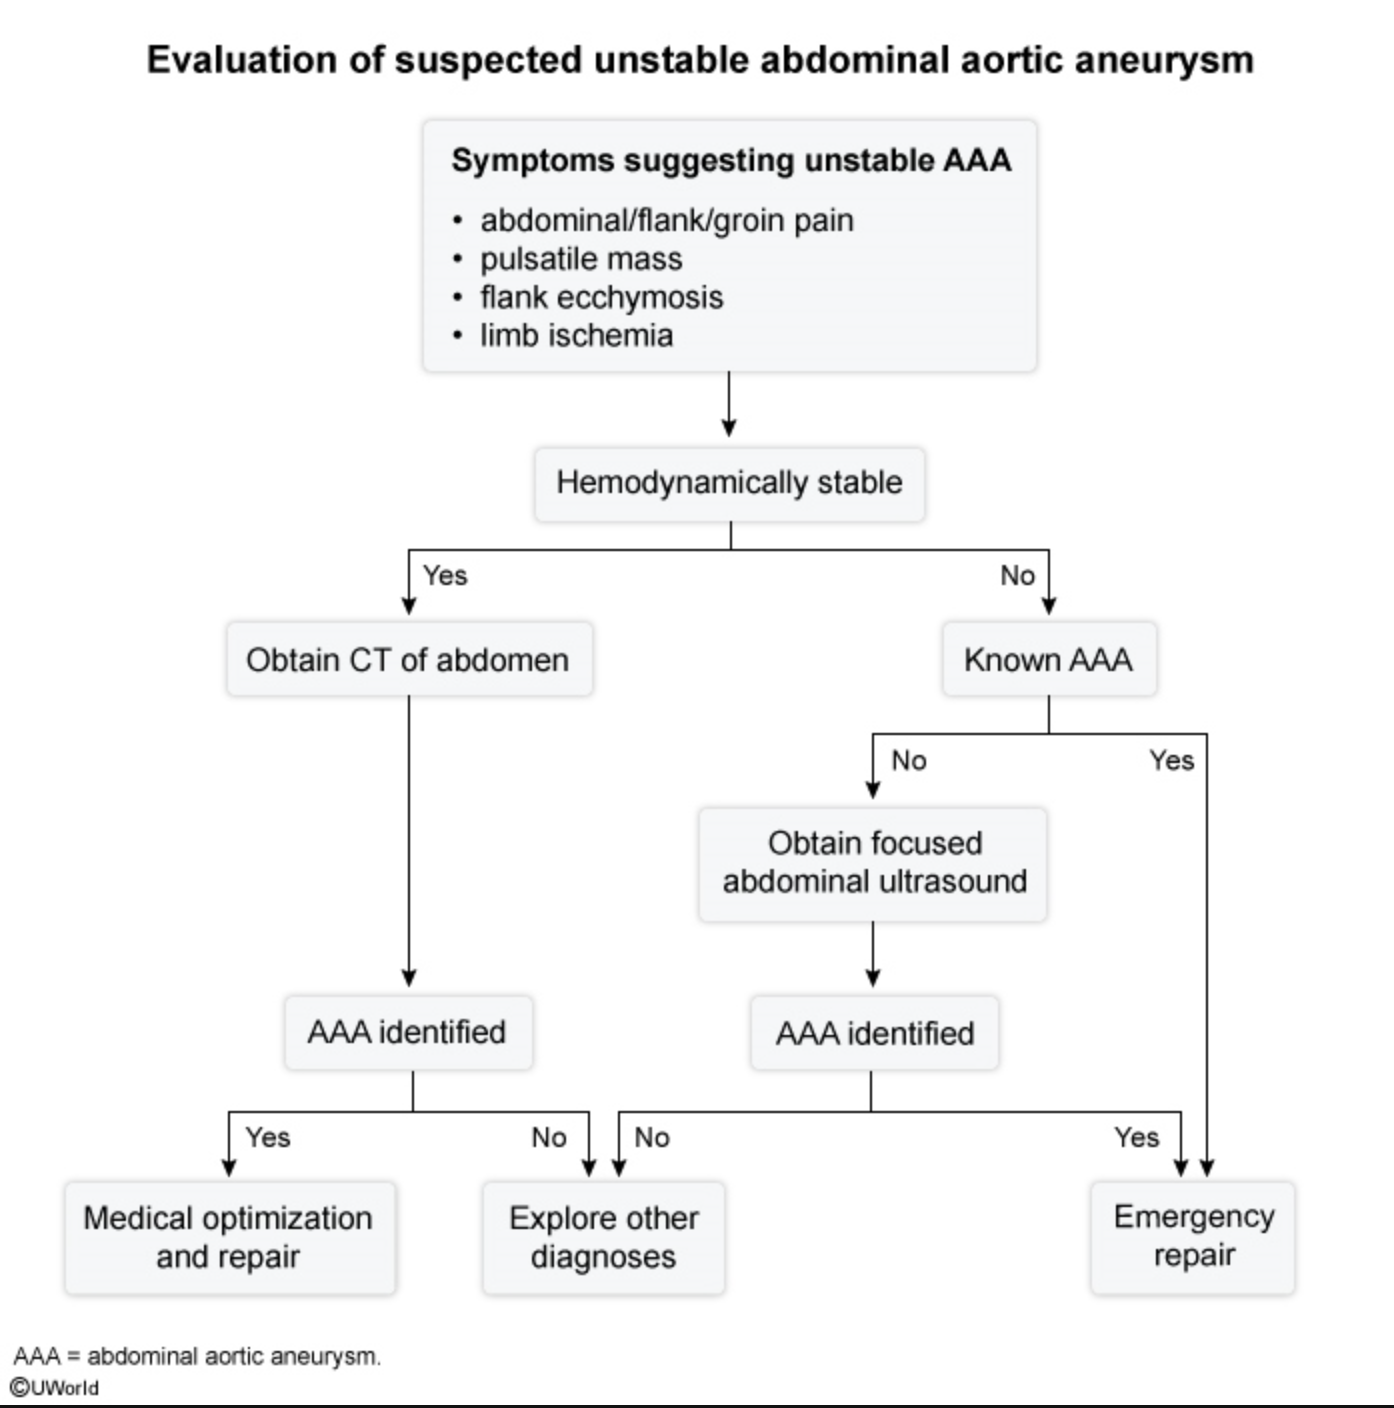 Evaluation of suspected unstable abdominal aortic aneurysm
Symptoms suggesting unstable AAA
• abdominal/flank/groin pain
• pulsatile mass
• flank ecchymosis
• limb ischemia
Hemodynamically stable
Yes
No
Obtain CT of abdomen
Known AAA
No
Yes
Obtain focused
abdominal ultrasound
AAA identified
AAA identified
Yes
No
No
Yes
Medical optimization
and repair
Explore other
diagnoses
Emergency
repair
AAA = abdominal aortic aneurysm.
©UWorld